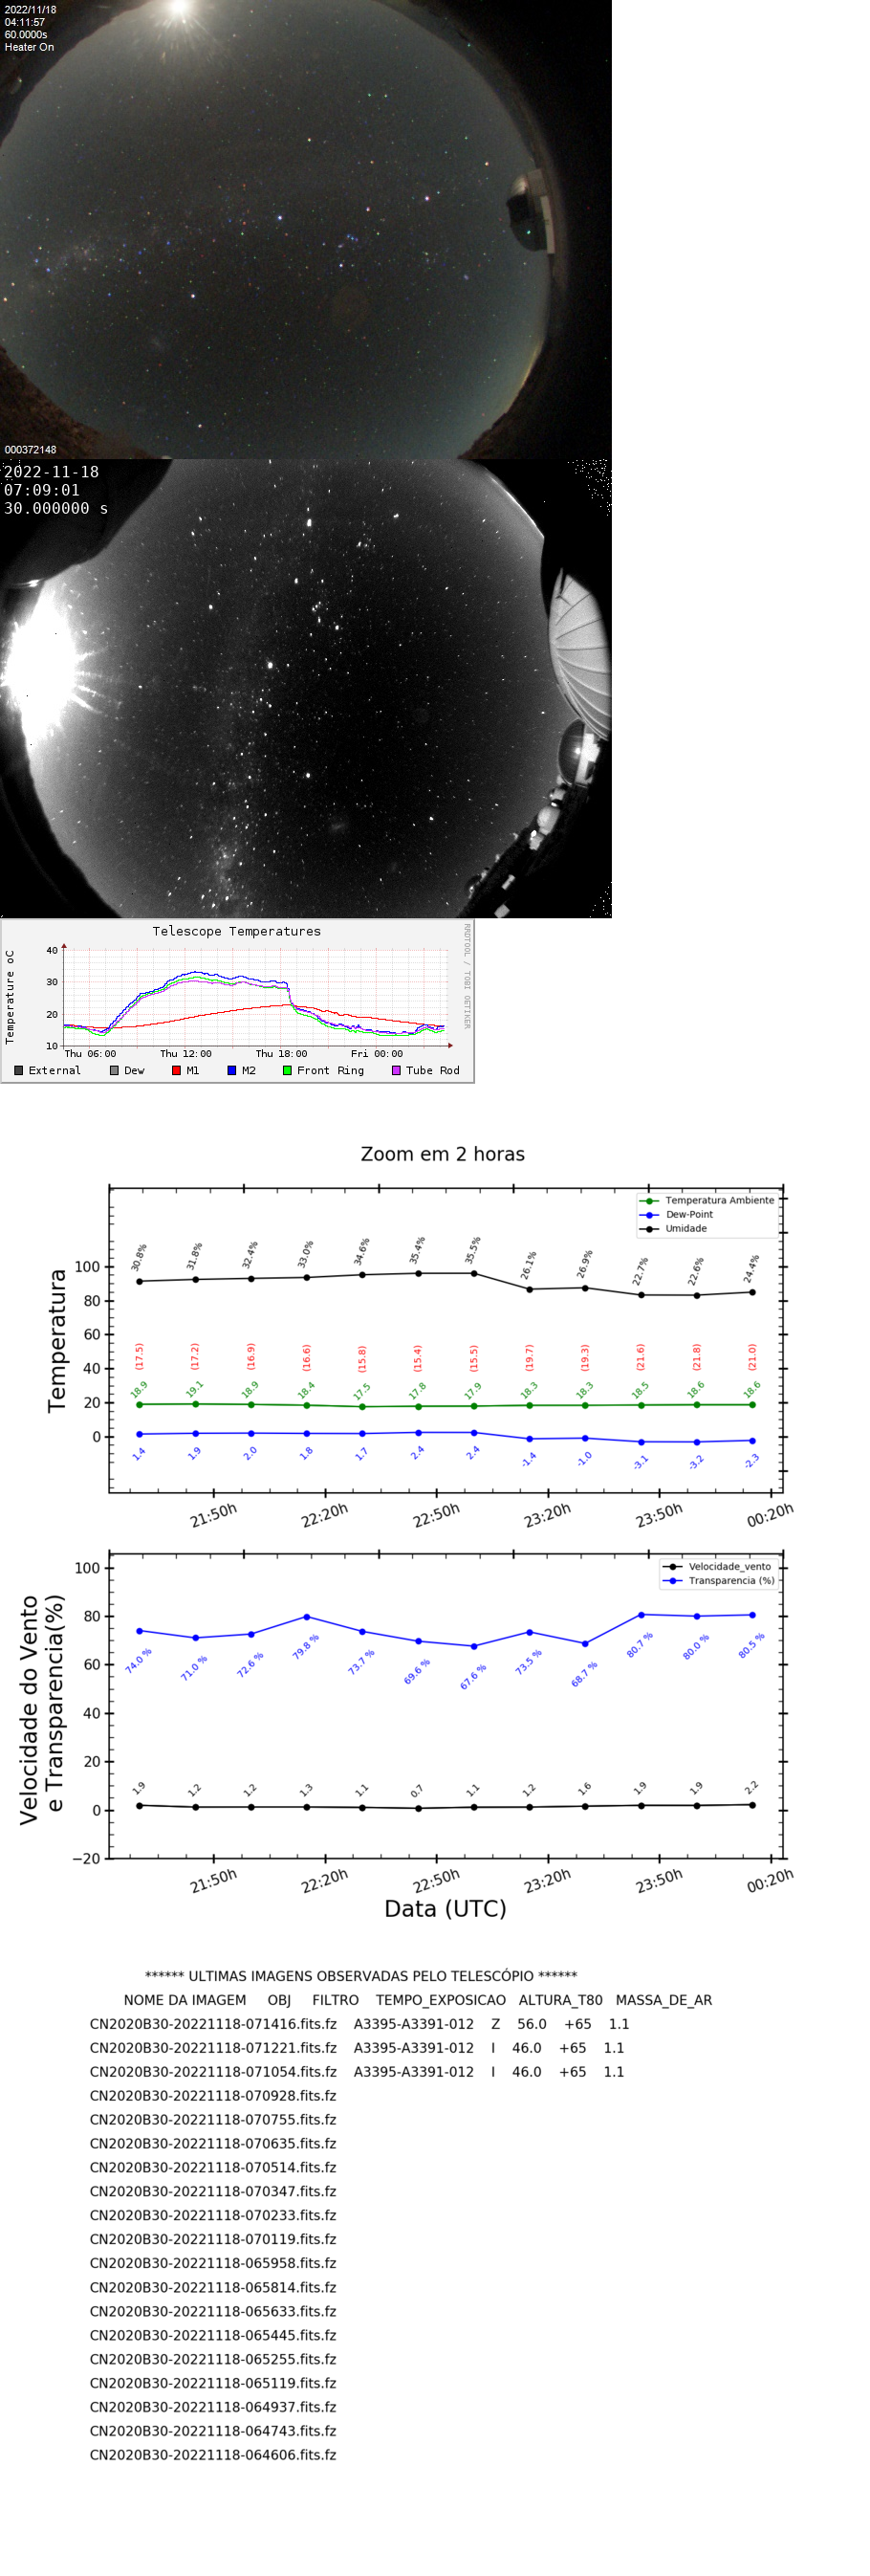 2022/11/18
04:11:57
60.0000s
Heater On
000372148
2022-11-18
07:09:01
30.000000 s
Telescope Temperatures
RRDTOOL / TOBI OETIKER
Temperature oC
40
30
20
10
Thu 06:00 Thu 12:00 Thu 18:00 Fri 00:00
External Dew M1 M2 Front Ring Tube Rod
Zoom em 2 horas
Temperatura Ambiente
Dew-Point
Umidade
Temperatura
100
80
60
40
20
0
30.8% 31.8% 32.4% 33.0% 34.6% 35.4% 35.5% 26.1% 26.9% 22.7% 22.6% 24.4%
(17.5) (17.2) (16.9) (16.6) (15.8) (15.4) (15.5) (19.7) (19.3) (21.6) (21.8) (21.0)
18.9 19.1 18.9 18.4 17.5 17.8 17.9 18.3 18.3 18.5 18.6 18.6
1.4 1.9 2.0 1.8 1.7 2.4 2.4 -1.4 -1.0 -3.1 -3.2 -2.3
21:50h 22:20h 22:50h 23:20h 23:50h 00:20h
Velocidade_vento
Transparencia (%)
Velocidade do Vento
e Transparencia(%)
100
80
60
40
20
0
−20
74.0 % 71.0 % 72.6 % 79.8 % 73.7 % 69.6 % 67.6 % 73.5 % 68.7 % 80.7 % 80.0 % 80.5 %
1.9 1.2 1.2 1.3 1.1 0.7 1.1 1.2 1.6 1.9 1.9 2.2
21:50h 22:20h 22:50h 23:20h 23:50h 00:20h
Data (UTC)
****** ULTIMAS IMAGENS OBSERVADAS PELO TELESCÓPIO ******
NOME DA IMAGEM OBJ FILTRO TEMPO_EXPOSICAO ALTURA_T80 MASSA_DE_AR
CN2020B30-20221118-071416.fits.fz A3395-A3391-012 Z 56.0 +65 1.1
CN2020B30-20221118-071221.fits.fz A3395-A3391-012 I 46.0 +65 1.1
CN2020B30-20221118-071054.fits.fz A3395-A3391-012 I 46.0 +65 1.1
CN2020B30-20221118-070928.fits.fz
CN2020B30-20221118-070755.fits.fz
CN2020B30-20221118-070635.fits.fz
CN2020B30-20221118-070514.fits.fz
CN2020B30-20221118-070347.fits.fz
CN2020B30-20221118-070233.fits.fz
CN2020B30-20221118-070119.fits.fz
CN2020B30-20221118-065958.fits.fz
CN2020B30-20221118-065814.fits.fz
CN2020B30-20221118-065633.fits.fz
CN2020B30-20221118-065445.fits.fz
CN2020B30-20221118-065255.fits.fz
CN2020B30-20221118-065119.fits.fz
CN2020B30-20221118-064937.fits.fz
CN2020B30-20221118-064743.fits.fz
CN2020B30-20221118-064606.fits.fz